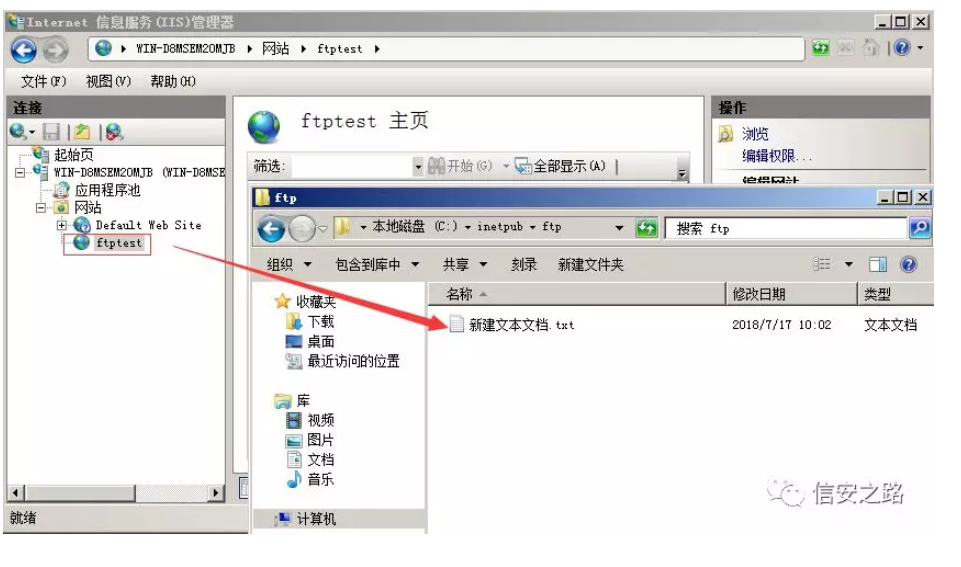 Internet 信息服务(IIS)管理器
WIN-D8MSEM20MJB ▸ 网站 ▸ ftptest ▸
文件(F) 视图(V) 帮助(H)
连接
起始页
WIN-D8MSEM20MJB (WIN-D8MSE
应用程序池
网站
Default Web Site
ftptest
就绪
ftptest 主页
筛选: 开始(G) 全部显示(A)
操作
浏览
编辑权限...
编辑网站
ftp
本地磁盘 (C:) inetpub ftp
搜索 ftp
组织 包含到库中 共享 刻录 新建文件夹
收藏夹
下载
桌面
最近访问的位置
库
视频
图片
文档
音乐
计算机
名称 修改日期 类型
新建文本文档.txt 2018/7/17 10:02 文本文档
信安之路